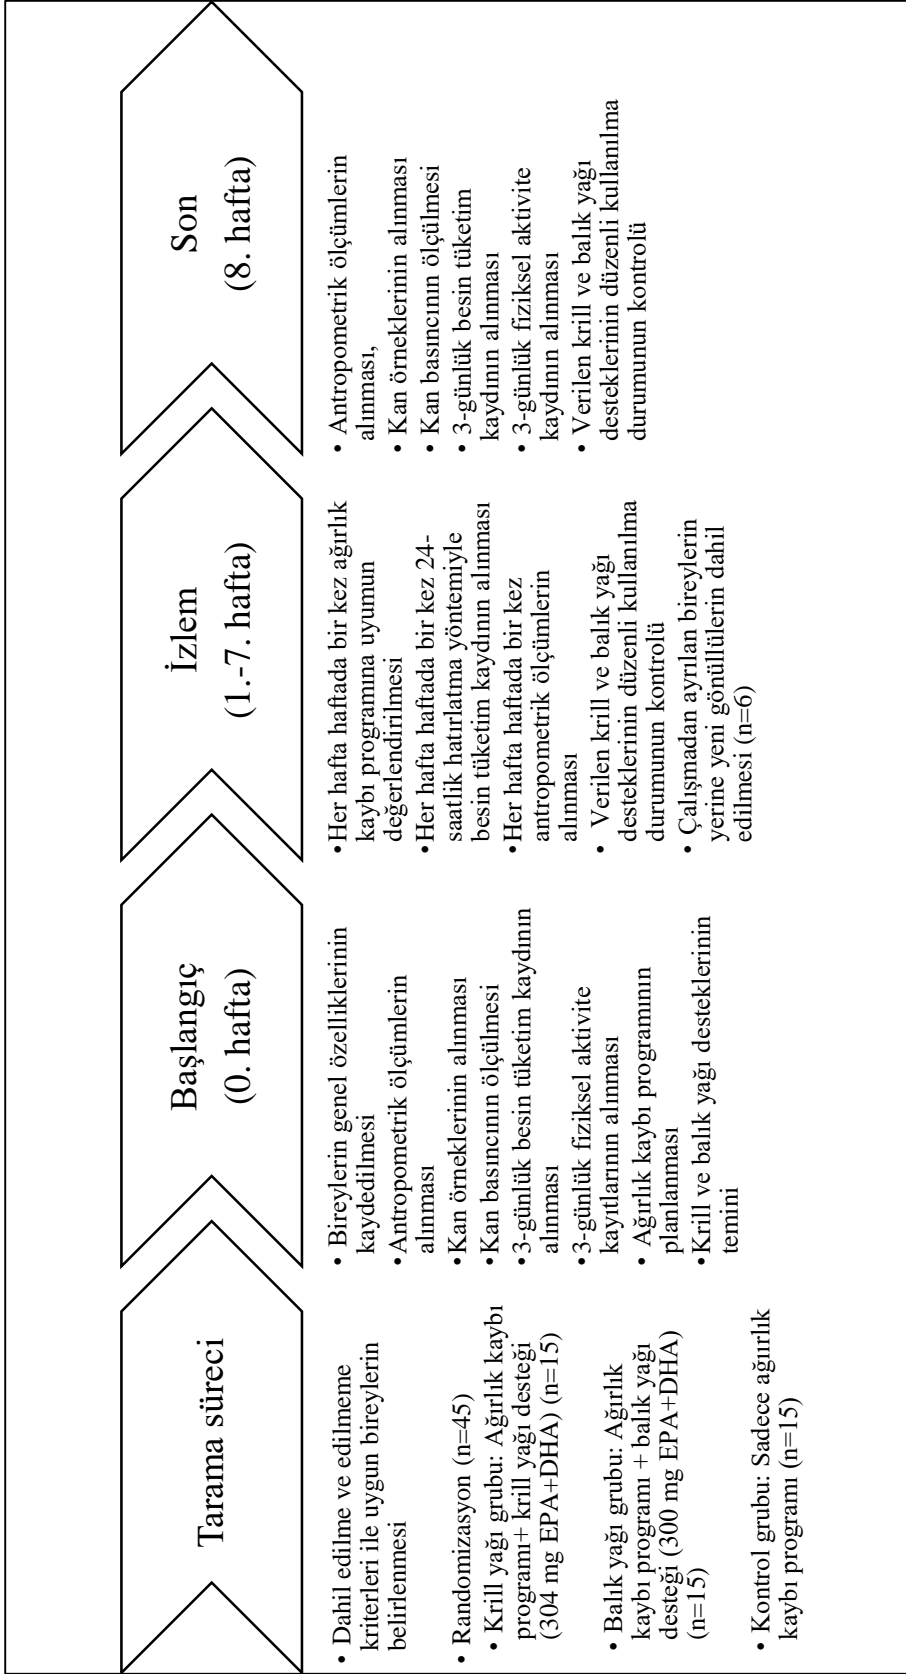 Tarama süreci
• Dahil edilme ve edilmeme
kriterleri ile uygun bireylerin
belirlenmesi
• Randomizasyon (n=45)
• Krill yağı grubu: Ağırlık kaybı
programı+ krill yağı desteği
(304 mg EPA+DHA) (n=15)
• Balık yağı grubu: Ağırlık
kaybı programı + balık yağı
desteği (300 mg EPA+DHA)
(n=15)
• Kontrol grubu: Sadece ağıırlık
kaybı programı (n=15)
Başlangıç
(0. hafta)
• Bireylerin genel özelliklerinin
kaydedilmesi
• Antropometrik ölçümlerin
alınması
• Kan örneklerinin alınması
• Kan basıncının ölçülmesi
• 3-günlük besin tüketim kaydının
alınması
• 3-günlük fiziksel aktivite
kayıtlarının alınması
• Ağırlık kaybı programının
planlanması
• Krill ve balık yağı desteklerinin
temini
İzlem
(1.-7. hafta)
• Her hafta haftada bir kez ağırlık
kaybı programına uyumun
değerlendirilmesi
• Her hafta haftada bir kez 24-
saatlik hatırlatma yöntemiyle
besin tüketim kaydının alınması
• Her hafta haftada bir kez
antropometrik ölçümlerin
alınması
• Verilen krill ve balık yağı
desteklerinin düzenli kullanılma
durumunun kontrolü
• Çalışmadan ayrılan bireylerin
yerine yeni gönüllülerin dahil
edilmesi (n=6)
Son
(8. hafta)
• Antropometrik ölçümlerin
alınması,
• Kan örneklerinin alınması
• Kan basıncının ölçülmesi
• 3-günlük besin tüketim
kaydının alınması
• 3-günlük fiziksel aktivite
kaydının alınması
• Verilen krill ve balık yağı
desteklerinin düzenli kullanılma
durumunun kontrolü